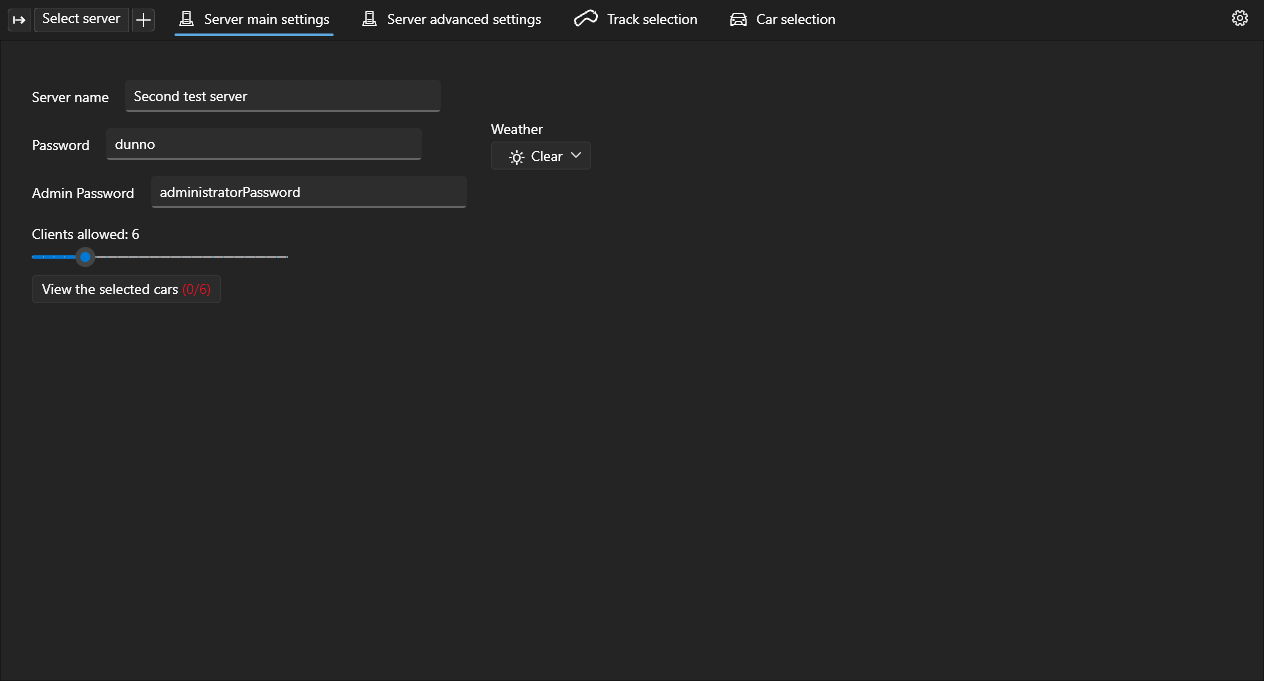 Select server
Server main settings
Server advanced settings
Track selection
Car selection
Server name
Second test server
Password
dunno
Weather
Clear
Admin Password
administratorPassword
Clients allowed: 6
View the selected cars (0/6)